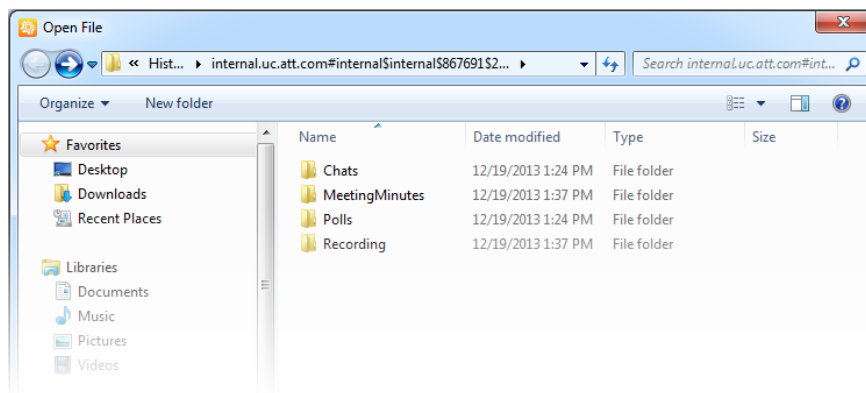 Open File
« Hist... ▸ internal.uc.att.com#internal$internal$867691$2... ▸
Search internal.uc.att.com#int...
Organize New folder
Name Date modified Type Size
Favorites
Desktop
Downloads
Recent Places
Libraries
Documents
Music
Pictures
Videos
Chats 12/19/2013 1:24 PM File folder
MeetingMinutes 12/19/2013 1:37 PM File folder
Polls 12/19/2013 1:24 PM File folder
Recording 12/19/2013 1:37 PM File folder